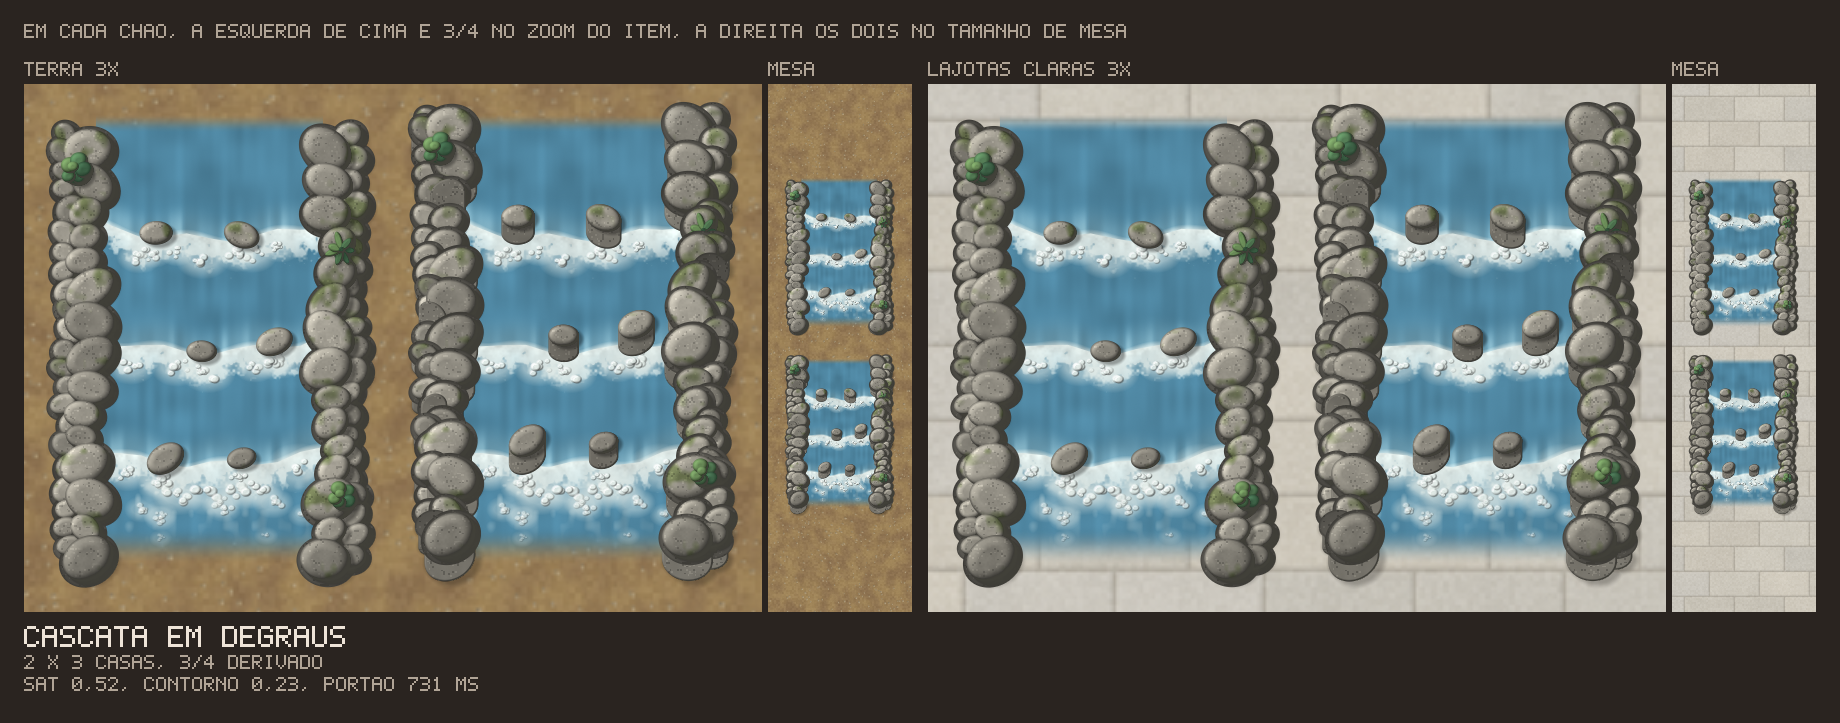 EM CADA CHAO, A ESQUERDA DE CIMA E 3/4 NO ZOOM DO ITEM, A DIREITA OS DOIS NO TAMANHO DE MESA
TERRA 3X
MESA
LAJOTAS CLARAS 3X
MESA
CASCATA EM DEGRAUS
2 X 3 CASAS, 3/4 DERIVADO
SAT 0,52, CONTORNO 0,23, PORTAO 731 MS